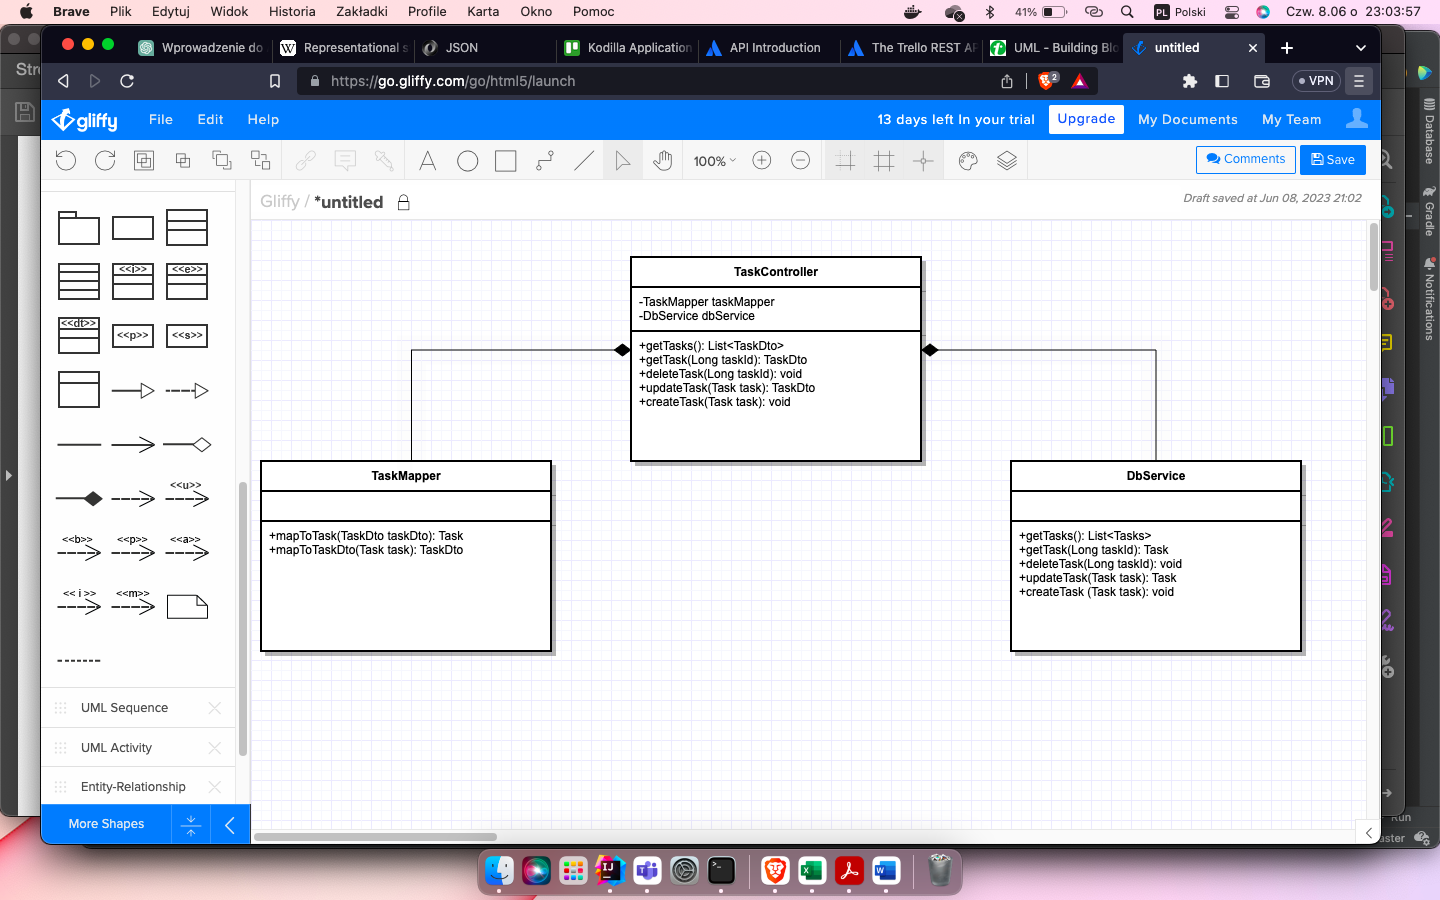 Brave Plik Edytuj Widok Historia Zakładki Profile Karta Okno Pomoc 41% PL Polski Czw. 8.06 o 23:03:57
Wprowadzenie do
Representational s
JSON
Kodilla Application
API Introduction
The Trello REST AP
UML - Building Blo
untitled
Stre
https://go.gliffy.com/go/html5/launch
2
VPN
gliffy File Edit Help 13 days left In your trial Upgrade My Documents My Team
100%
Comments
Save
Gliffy / *untitled
Draft saved at Jun 08, 2023 21:02
<<i>>
<<e>>
<<dt>>
<<p>>
<<s>>
<<u>>
<<b>>
<<p>>
<<a>>
<< i >>
<<m>>
UML Sequence
UML Activity
Entity-Relationship
More Shapes
TaskController
-TaskMapper taskMapper
-DbService dbService
+getTasks(): List<TaskDto>
+getTask(Long taskId): TaskDto
+deleteTask(Long taskId): void
+updateTask(Task task): TaskDto
+createTask(Task task): void
TaskMapper
+mapToTask(TaskDto taskDto): Task
+mapToTaskDto(Task task): TaskDto
DbService
+getTasks(): List<Tasks>
+getTask(Long taskId): Task
+deleteTask(Long taskId): void
+updateTask(Task task): Task
+createTask (Task task): void
Database
Gradle
Notifications
Run
aster